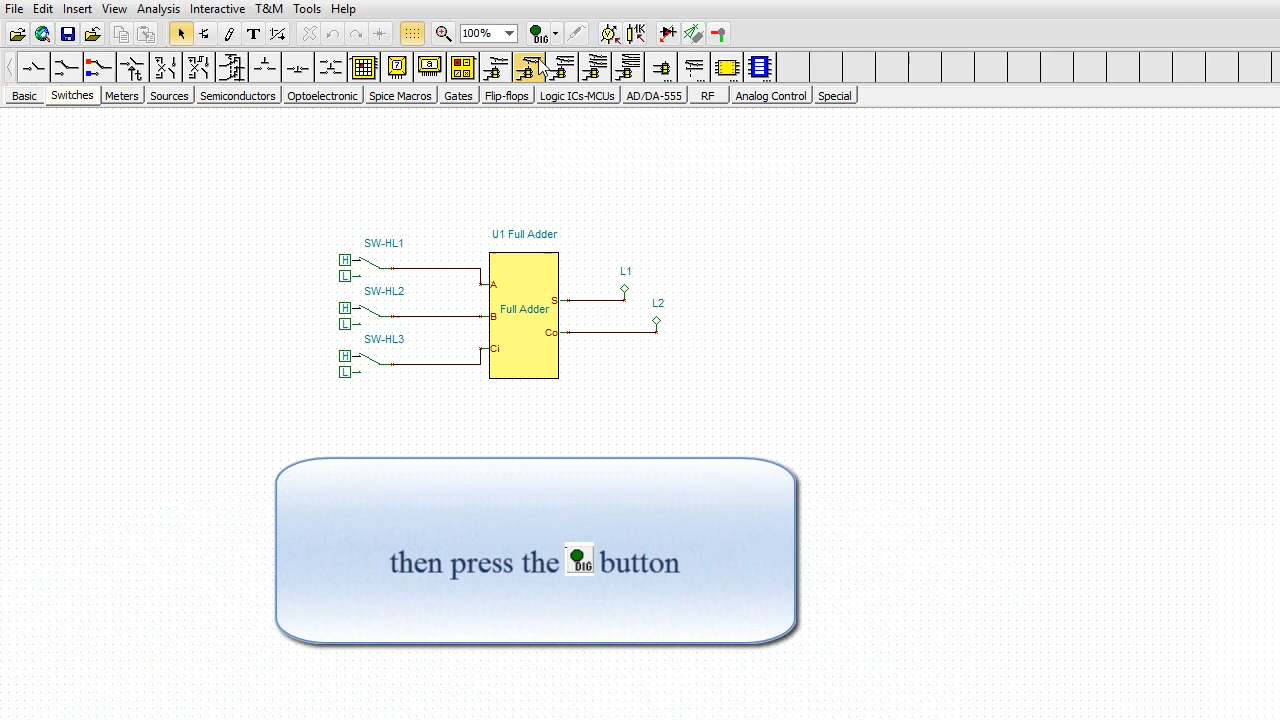 File Edit Insert View Analysis Interactive T&M Tools Help
100% DIG
Basic Switches Meters Sources Semiconductors Optoelectronic Spice Macros Gates Flip-flops Logic ICs-MCUs AD/DA-555 RF Analog Control Special
U1 Full Adder
SW-HL1
H
L
A
L1
SW-HL2
H
L
B
Full Adder
S
L2
SW-HL3
H
L
Ci
Co
then press the DIG button